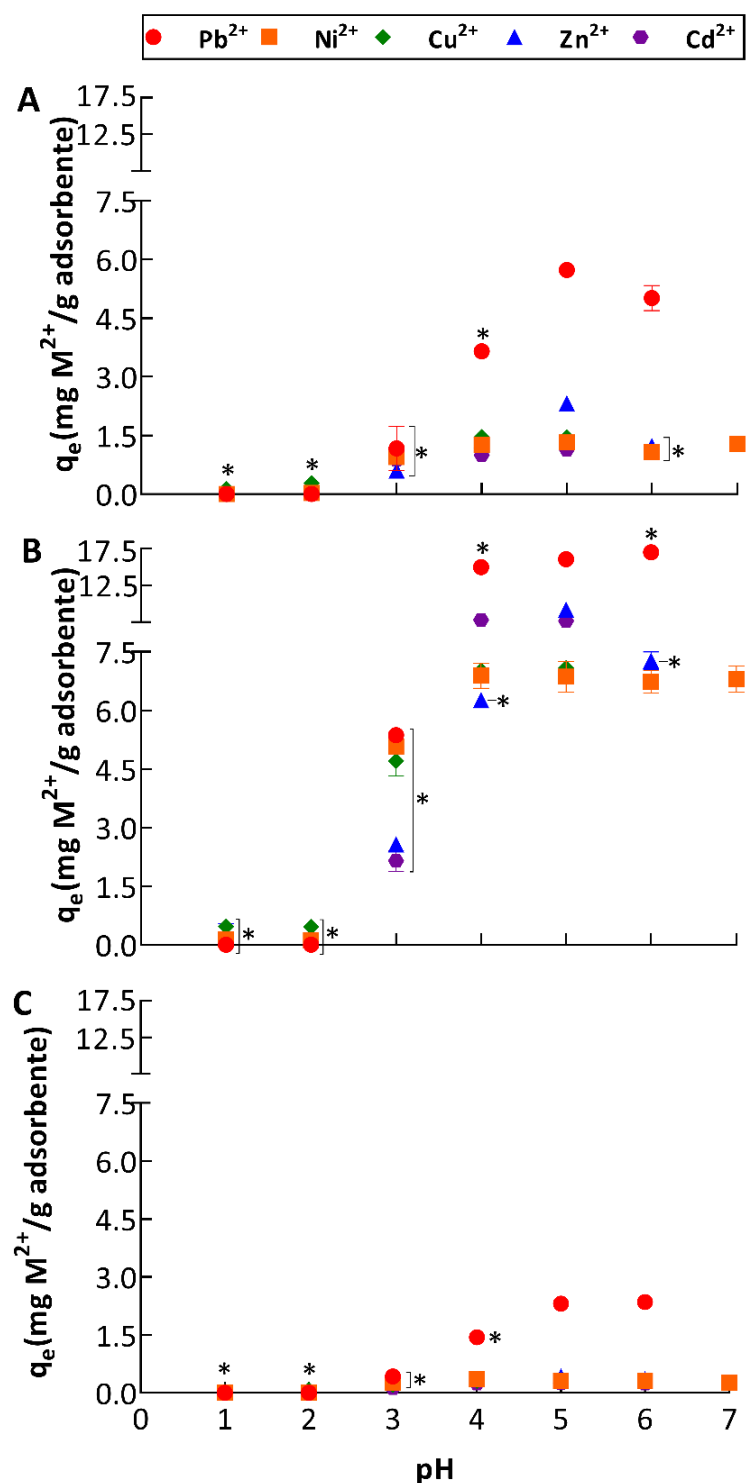 Pb²⁺ Ni²⁺ Cu²⁺ Zn²⁺ Cd²⁺
A
qₑ(mg M²⁺/g adsorbente)
17.5
12.5
7.5
6.0
4.5
3.0
1.5
0.0
* * * * *
B
qₑ(mg M²⁺/g adsorbente)
17.5
12.5
7.5
6.0
4.5
3.0
1.5
0.0
* * * * * * *
C
qₑ(mg M²⁺/g adsorbente)
17.5
12.5
7.5
6.0
4.5
3.0
1.5
0.0
* * * *
0 1 2 3 4 5 6 7
pH